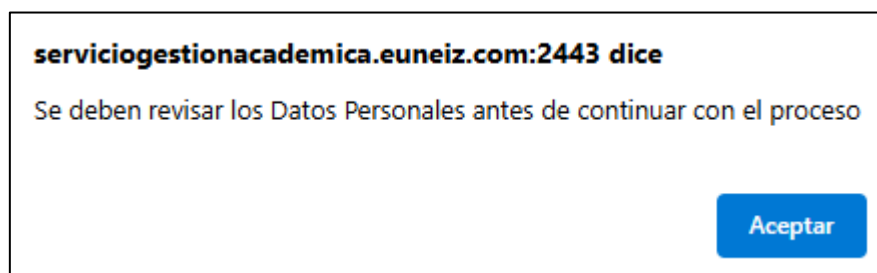 serviciogestionacademica.euneiz.com:2443 dice
Se deben revisar los Datos Personales antes de continuar con el proceso
Aceptar